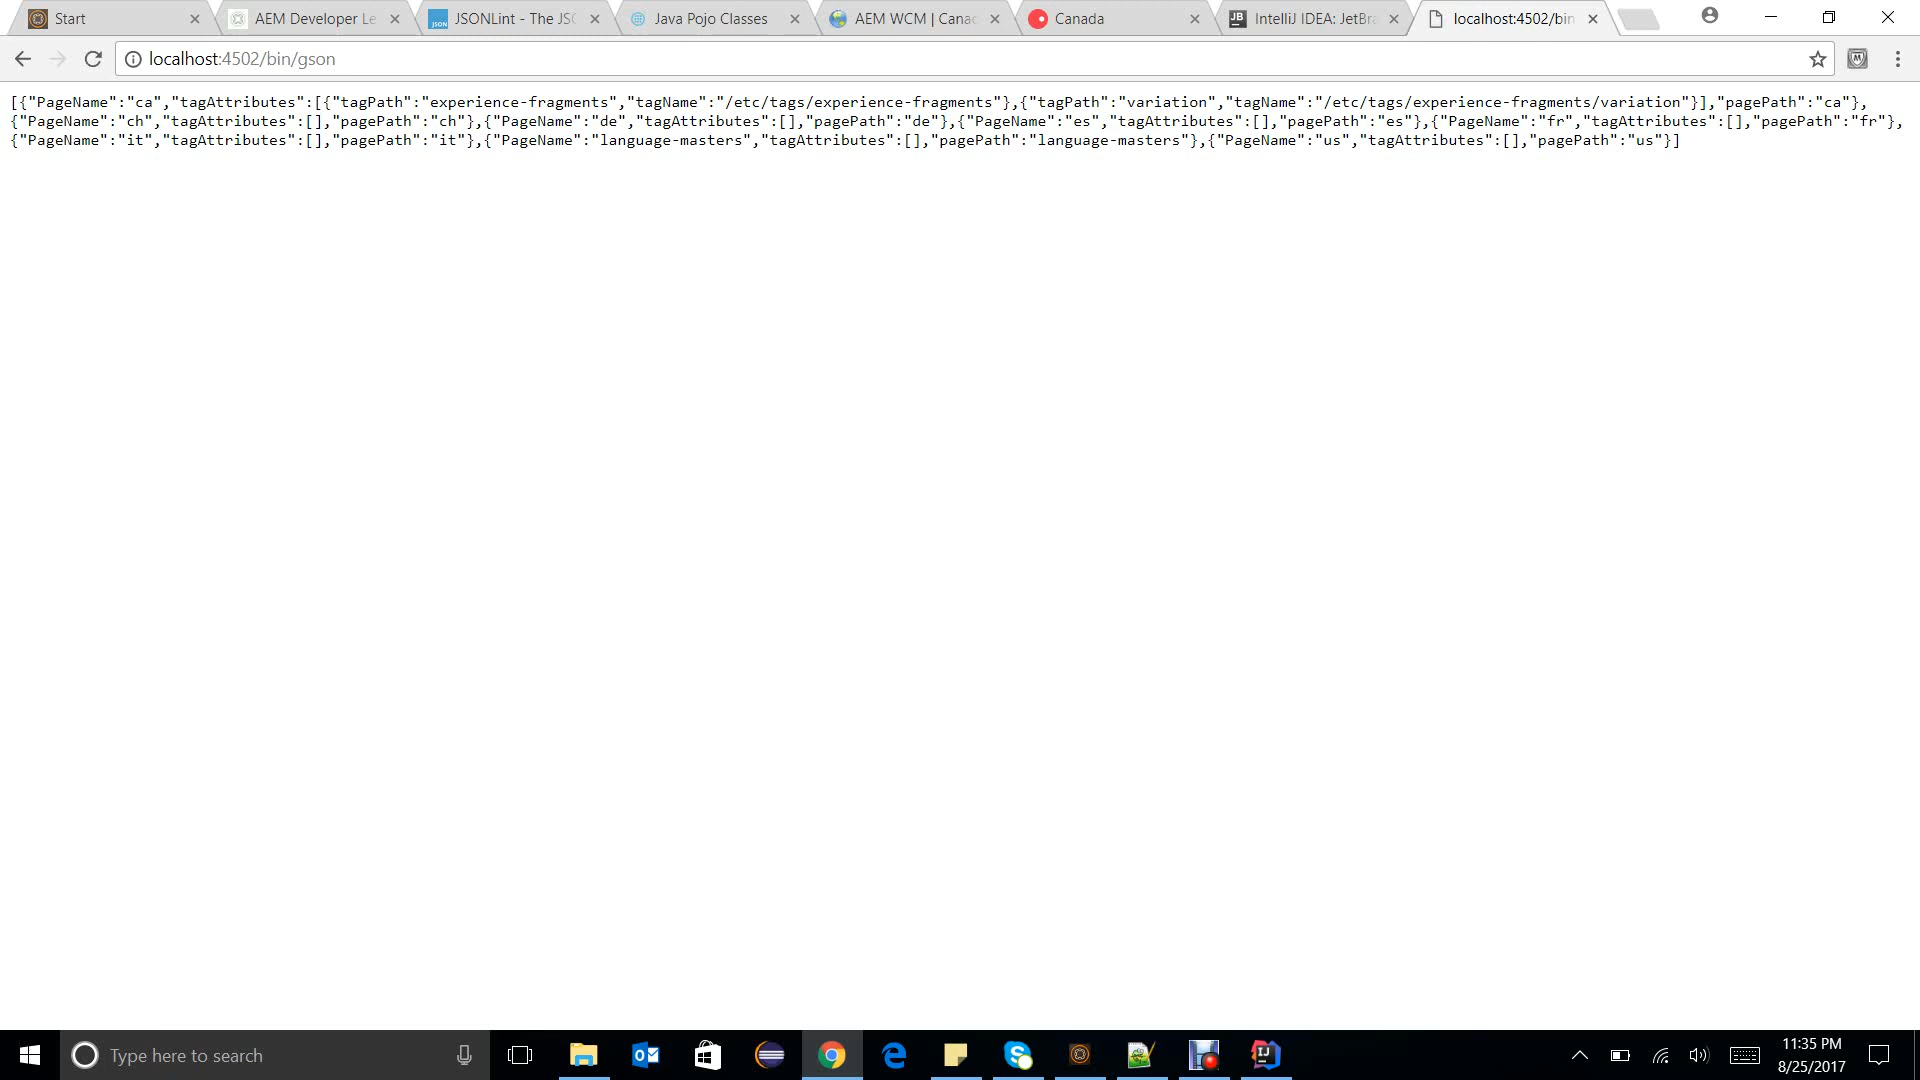 Start
AEM Developer Le
JSONLint - The JSO
Java Pojo Classes
AEM WCM | Canac
Canada
IntelliJ IDEA: JetBra
localhost:4502/bin
localhost:4502/bin/gson
[{"PageName":"ca","tagAttributes":[{"tagPath":"experience-fragments","tagName":"/etc/tags/experience-fragments"},{"tagPath":"variation","tagName":"/etc/tags/experience-fragments/variation"}],"pagePath":"ca"},
{"PageName":"ch","tagAttributes":[],"pagePath":"ch"},{"PageName":"de","tagAttributes":[],"pagePath":"de"},{"PageName":"es","tagAttributes":[],"pagePath":"es"},{"PageName":"fr","tagAttributes":[],"pagePath":"fr"},
{"PageName":"it","tagAttributes":[],"pagePath":"it"},{"PageName":"language-masters","tagAttributes":[],"pagePath":"language-masters"},{"PageName":"us","tagAttributes":[],"pagePath":"us"}]
Type here to search
11:35 PM
8/25/2017